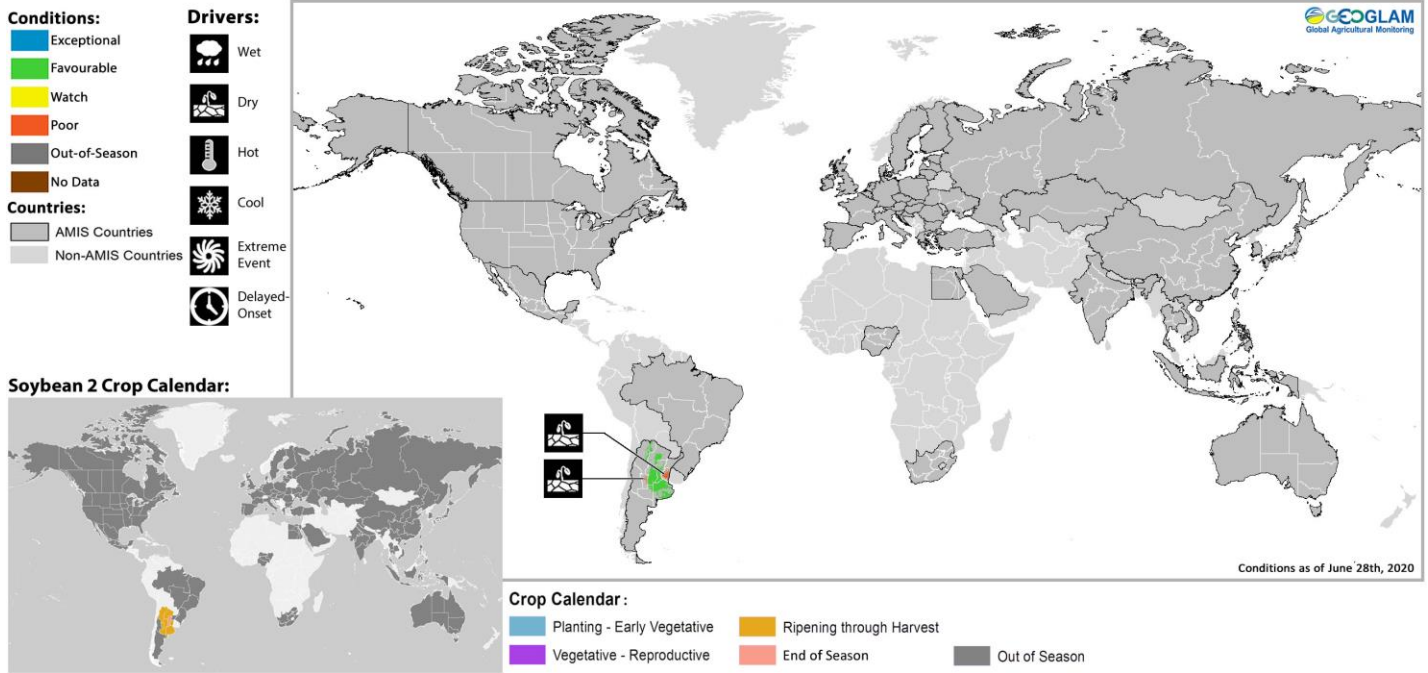 Conditions:
Exceptional
Favourable
Watch
Poor
Out-of-Season
No Data
Countries:
AMIS Countries
Non-AMIS Countries
Drivers:
Wet
Dry
Hot
Cool
Extreme
Event
Delayed-
Onset
GEOGLAM
Global Agricultural Monitoring
Conditions as of June 28th, 2020
Soybean 2 Crop Calendar:
Crop Calendar :
Planting - Early Vegetative
Vegetative - Reproductive
Ripening through Harvest
End of Season
Out of Season